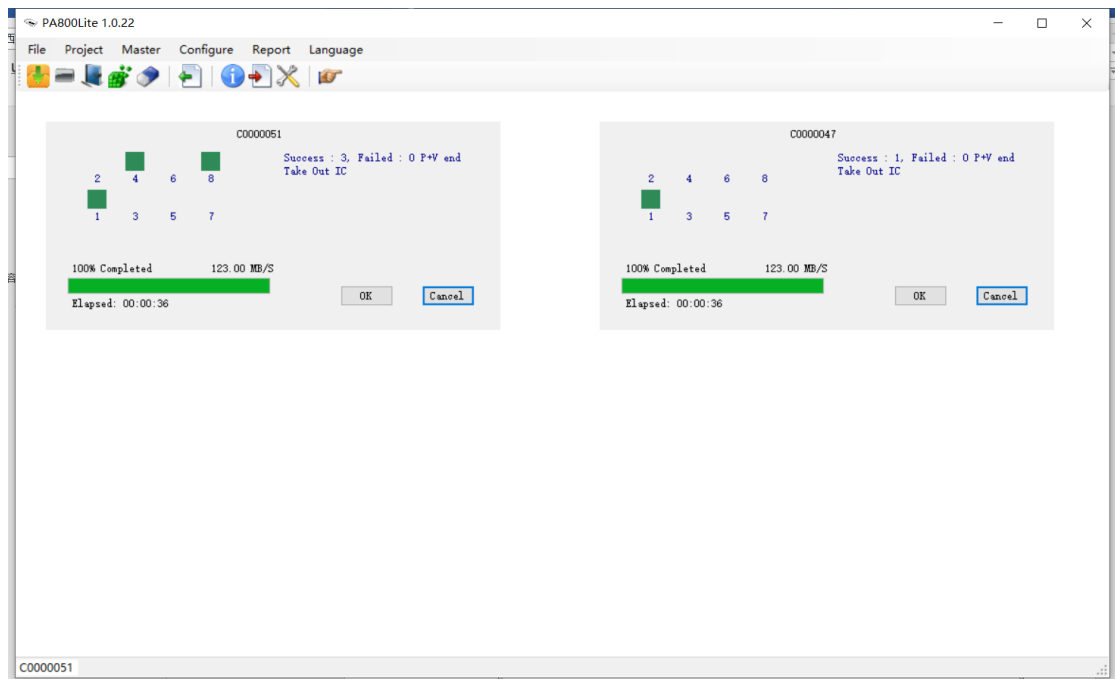 PA800Lite 1.0.22
File Project Master Configure Report Language
C0000051
Success : 3, Failed : 0 P+V end
Take Out IC
2 4 6 8
1 3 5 7
100% Completed 123.00 MB/S
Elapsed: 00:00:36
OK Cancel
C0000047
Success : 1, Failed : 0 P+V end
Take Out IC
2 4 6 8
1 3 5 7
100% Completed 123.00 MB/S
Elapsed: 00:00:36
OK Cancel
C0000051